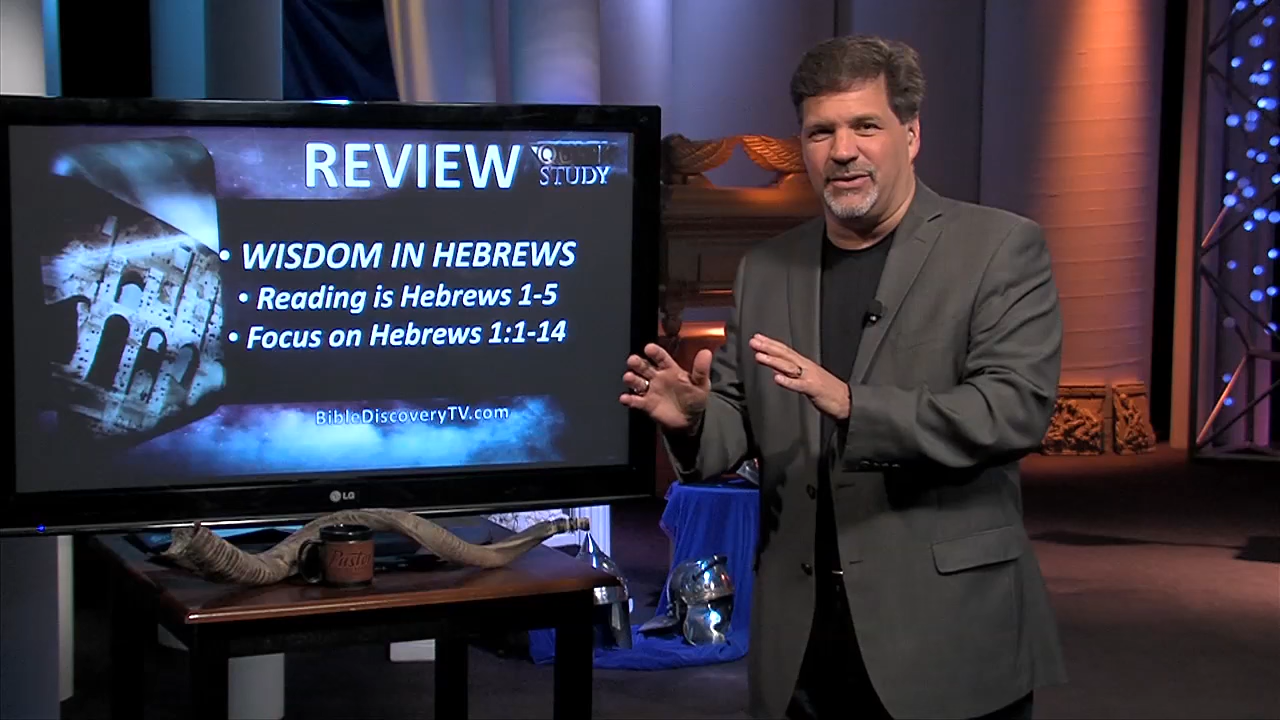 REVIEW
STUDY
• WISDOM IN HEBREWS
• Reading is Hebrews 1-5
• Focus on Hebrews 1:1-14
BibleDiscoveryTV.com
LG
Pastor